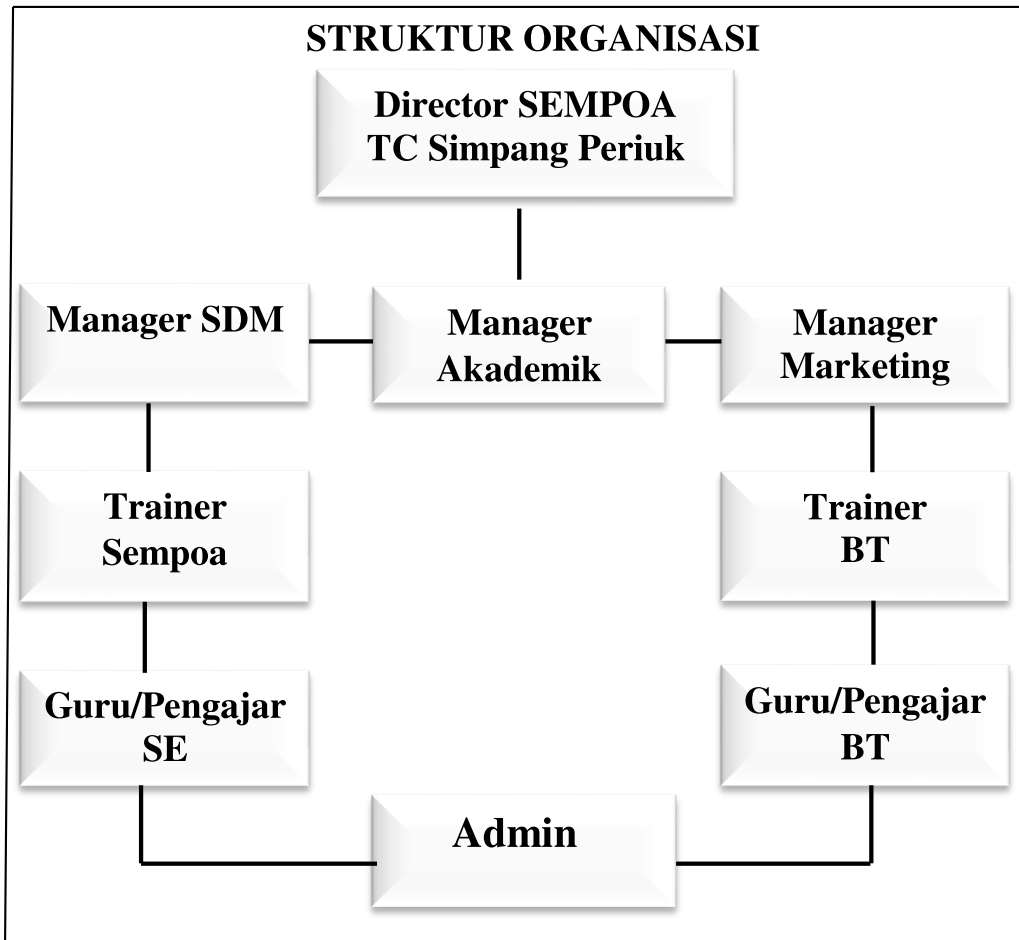 STRUKTUR ORGANISASI
Director SEMPOA
TC Simpang Periuk
Manager SDM
Manager
Akademik
Manager
Marketing
Trainer
Sempoa
Trainer
BT
Guru/Pengajar
SE
Guru/Pengajar
BT
Admin